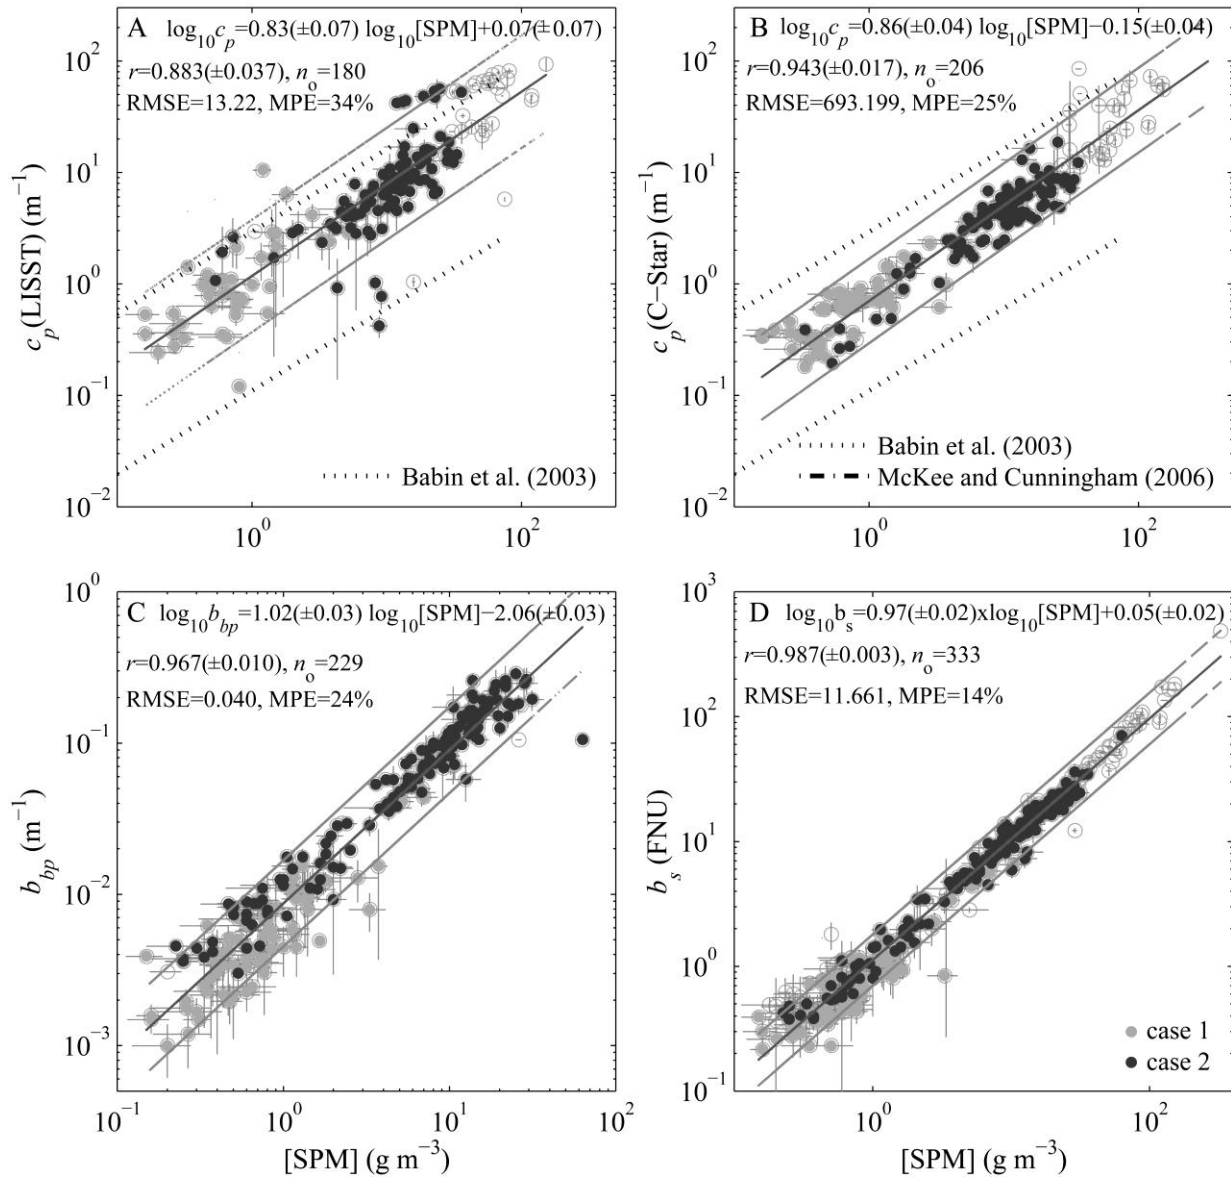 A log₁₀c_p=0.83(±0.07) log₁₀[SPM]+0.07(±0.07)
r=0.883(±0.037), n_o=180
RMSE=13.22, MPE=34%
10²
10¹
10⁰
10⁻¹
10⁻²
c_p(LISST) (m⁻¹)
Babin et al. (2003)
10⁰ 10²
B log₁₀c_p=0.86(±0.04) log₁₀[SPM]−0.15(±0.04)
r=0.943(±0.017), n_o=206
RMSE=693.199, MPE=25%
10²
10¹
10⁰
10⁻¹
10⁻²
c_p(C−Star) (m⁻¹)
Babin et al. (2003)
McKee and Cunningham (2006)
10⁰ 10²
C log₁₀b_bp=1.02(±0.03) log₁₀[SPM]−2.06(±0.03)
r=0.967(±0.010), n_o=229
RMSE=0.040, MPE=24%
10⁰
10⁻¹
10⁻²
10⁻³
b_bp (m⁻¹)
10⁻¹ 10⁰ 10¹ 10²
[SPM] (g m⁻³)
D log₁₀b_s=0.97(±0.02)xlog₁₀[SPM]+0.05(±0.02)
r=0.987(±0.003), n_o=333
RMSE=11.661, MPE=14%
10³
10²
10¹
10⁰
10⁻¹
b_s (FNU)
case 1
case 2
10⁰ 10²
[SPM] (g m⁻³)